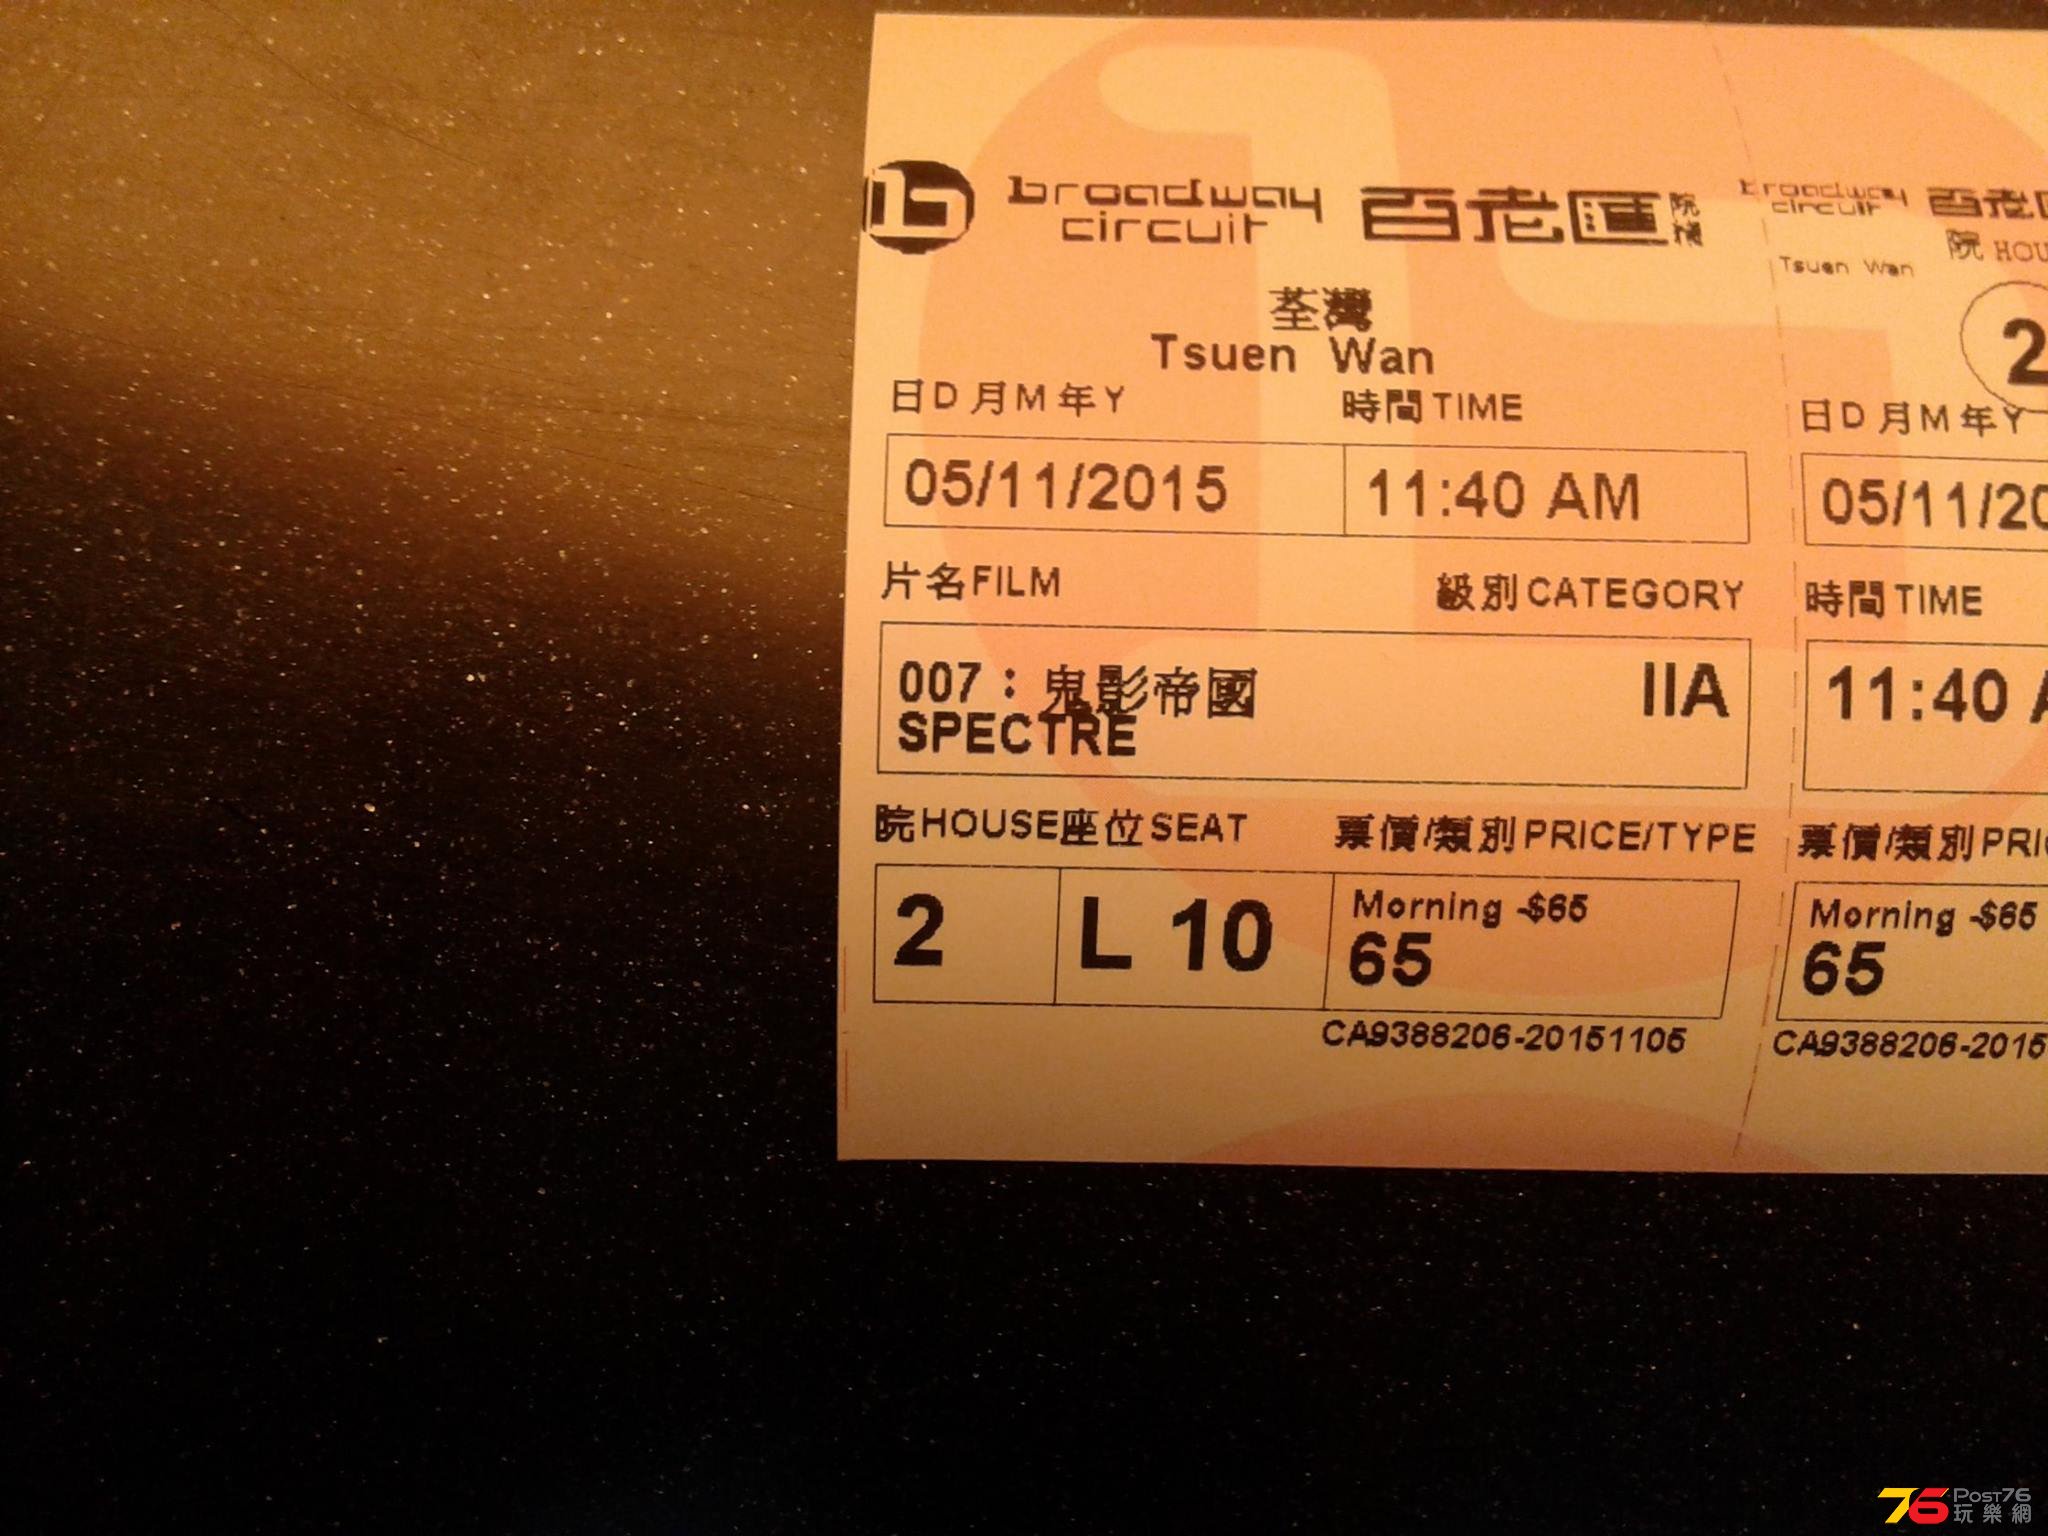 broadway circuit 百老匯院線
荃灣
Tsuen Wan
日D 月M 年Y 時間TIME
05/11/2015 11:40 AM
片名FILM 級別CATEGORY
007：鬼影帝國 IIA
SPECTRE
院HOUSE座位SEAT 票價/類別PRICE/TYPE
2 L 10 Morning -$65
65
CA9388206-20151105
broadway circuit 百老
Tsuen Wan
院 HOU
2
日D 月M 年Y
05/11/20
時間TIME
11:40 A
票價/類別PRI
Morning -$65
65
CA9388206-2015
76 Post76
玩樂網